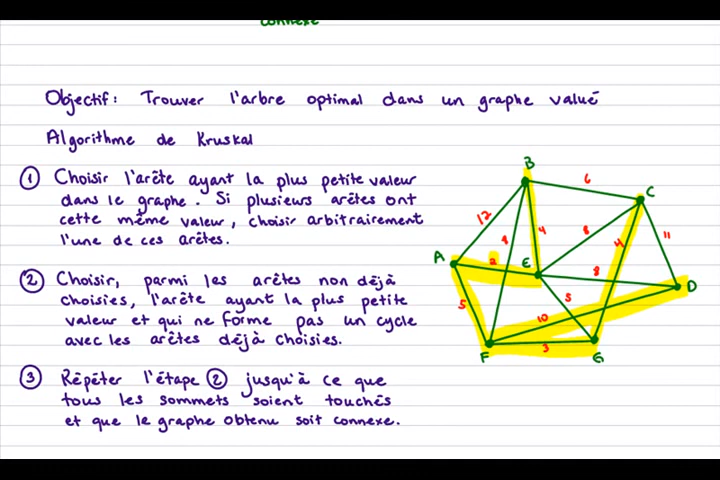 connexe
Objectif: Trouver l'arbre optimal dans un graphe valué
Algorithme de Kruskal
① Choisir l'arête ayant la plus petite valeur
dans le graphe. Si plusieurs arêtes ont
cette même valeur, choisir arbitrairement
l'une de ces arêtes.
② Choisir, parmi les arêtes non déjà
choisies, l'arête ayant la plus petite
valeur et qui ne forme pas un cycle
avec les arêtes déjà choisies.
③ Répéter l'étape ② jusqu'à ce que
tous les sommets soient touchés
et que le graphe obtenu soit connexe.
B
6
C
12
4
8
11
9
4
A
2
E
8
D
5
5
10
3
F
G